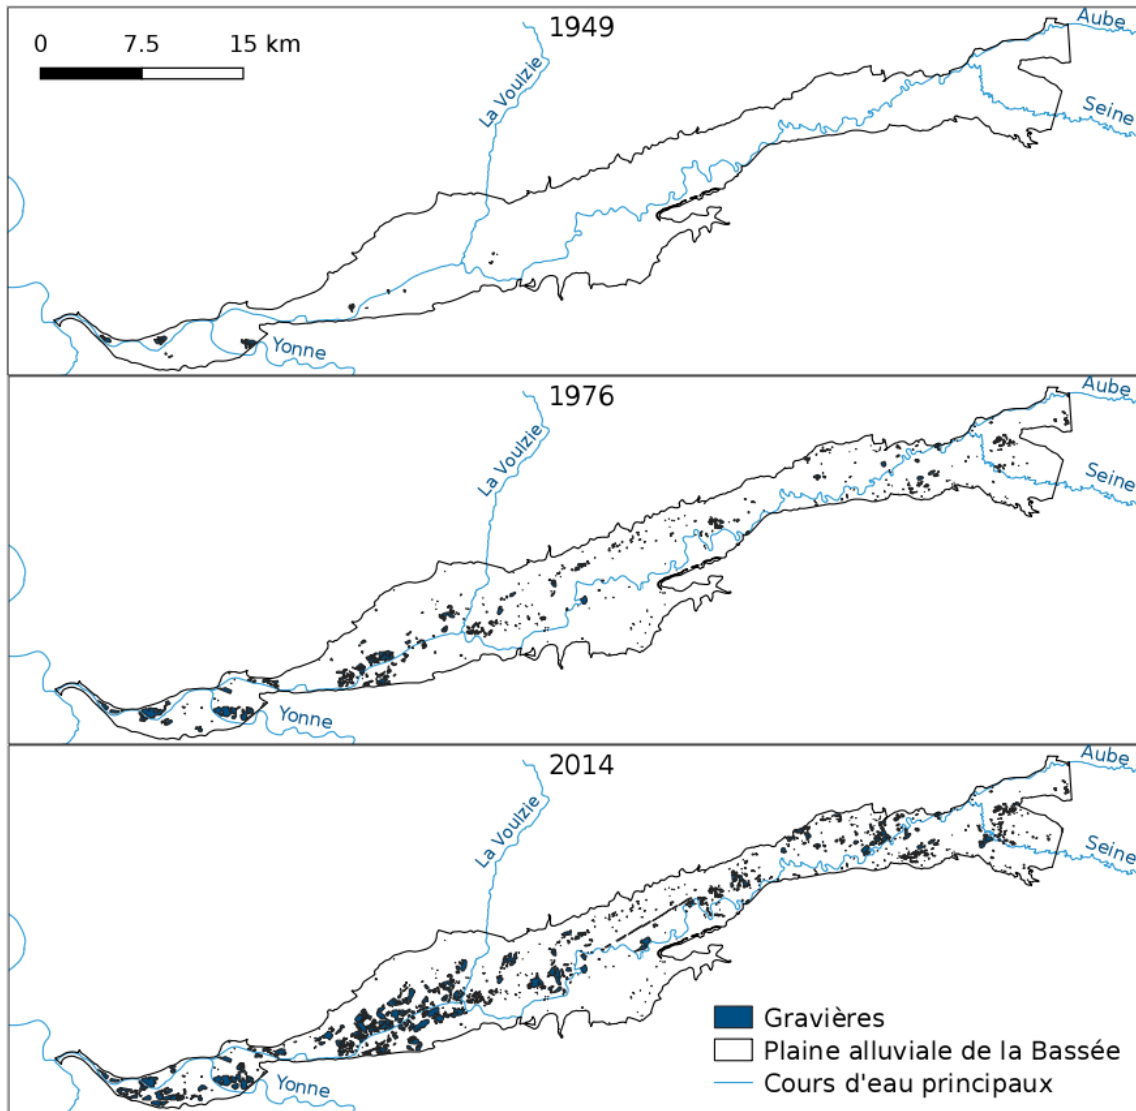 1949
Aube
0 7.5 15 km
La Voulzie
Seine
Yonne
1976
Aube
La Voulzie
Seine
Yonne
2014
Aube
La Voulzie
Seine
Gravières
Plaine alluviale de la Bassée
Yonne
Cours d'eau principaux